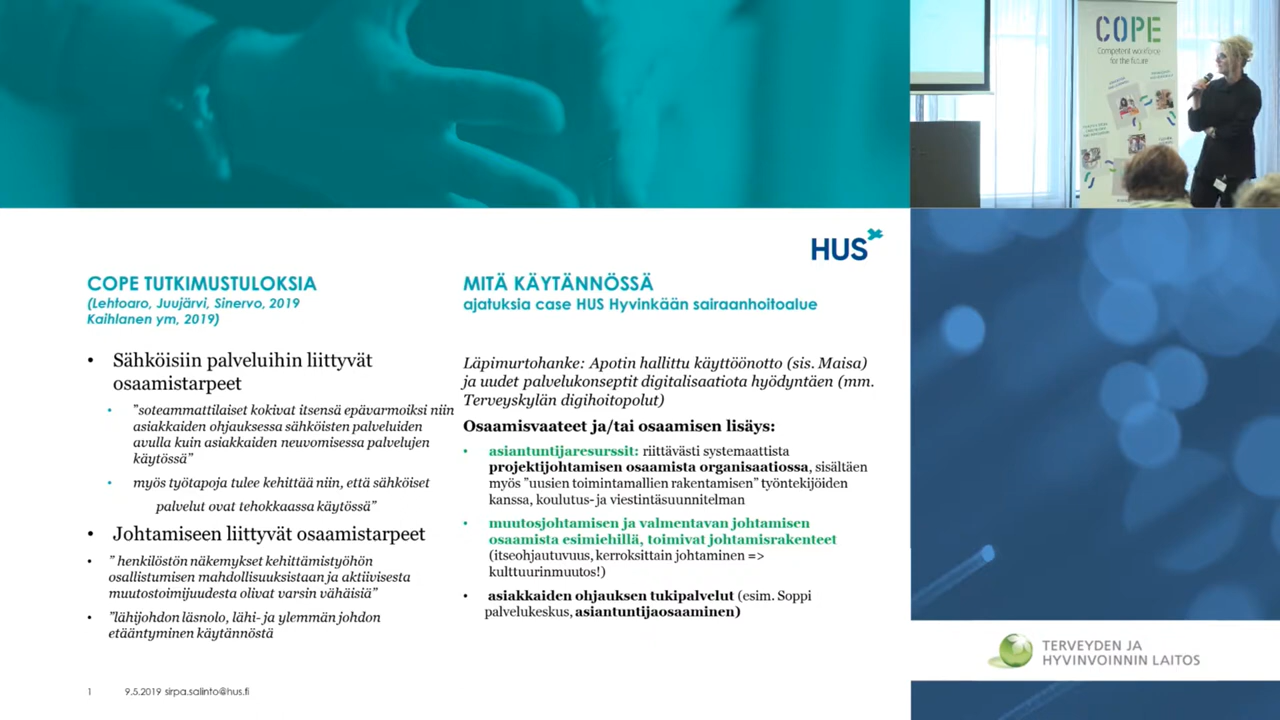 COPE
Competent workforce
for the future
HUS
COPE TUTKIMUSTULOKSIA
(Lehtoaro, Juujärvi, Sinervo, 2019
Kaihlanen ym, 2019)
• Sähköisiin palveluihin liittyvät
osaamistarpeet
• ”soteammattilaiset kokivat itsensä epävarmoiksi niin
asiakkaiden ohjauksessa sähköisten palveluiden
avulla kuin asiakkaiden neuvomisessa palvelujen
käytössä”
• myös työtapoja tulee kehittää niin, että sähköiset
palvelut ovat tehokkaassa käytössä”
• Johtamiseen liittyvät osaamistarpeet
• ” henkilöstön näkemykset kehittämistyöhön
osallistumisen mahdollisuuksistaan ja aktiivisesta
muutostoimijuudesta olivat varsin vähäisiä”
• ”lähijohdon läsnolo, lähi- ja ylemmän johdon
etääntyminen käytännöstä
MITÄ KÄYTÄNNÖSSÄ
ajatuksia case HUS Hyvinkään sairaanhoitoalue
Läpimurtohanke: Apotin hallittu käyttöönotto (sis. Maisa)
ja uudet palvelukonseptit digitalisaatiota hyödyntäen (mm.
Terveyskylän digihoitopolut)
Osaamisvaateet ja/tai osaamisen lisäys:
• asiantuntijaresurssit: riittävästi systemaattista
projektijohtamisen osaamista organisaatiossa, sisältäen
myös ”uusien toimintamallien rakentamisen” työntekijöiden
kanssa, koulutus- ja viestintäsuunnitelman
• muutosjohtamisen ja valmentavan johtamisen
osaamista esimiehillä, toimivat johtamisrakenteet
(itseohjautuvuus, kerroksittain johtaminen =>
kulttuurinmuutos!)
• asiakkaiden ohjauksen tukipalvelut (esim. Soppi
palvelukeskus, asiantuntijaosaaminen)
1 9.5.2019 sirpa.salinto@hus.fi
TERVEYDEN JA
HYVINVOINNIN LAITOS